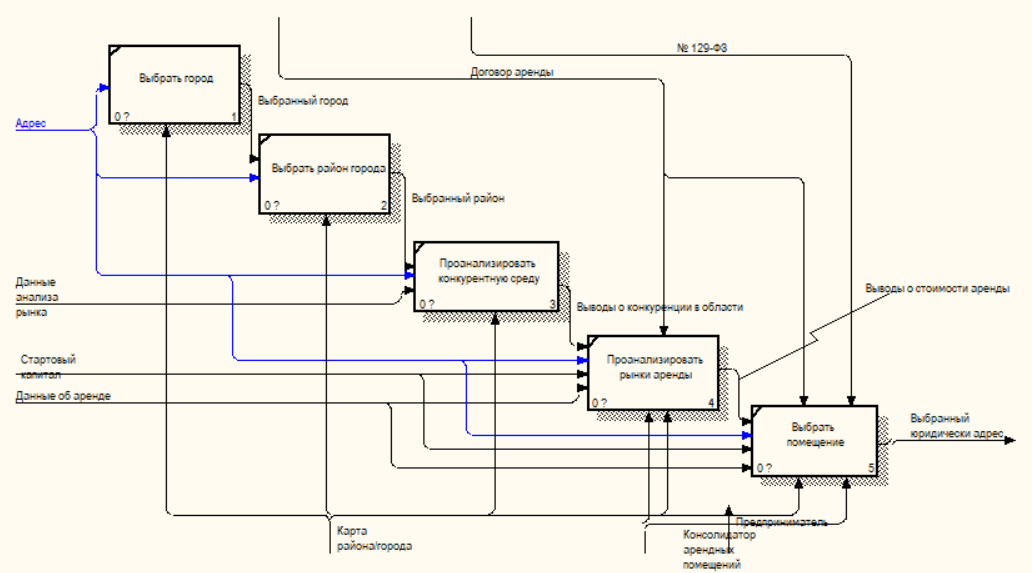 № 129-ФЗ
Договор аренды
Выбрать город
0 ?
1
Выбранный город
Адрес
Выбрать район города
0 ?
2
Выбранный район
Проанализировать
конкурентную среду
0 ?
3
Данные
анализа
рынка
Выводы о конкуренции в области
Выводы о стоимости аренды
Стартовый
капитал
Данные об аренде
Проанализировать
рынки аренды
0 ?
4
Выбрать
помещение
0 ?
5
Выбранный
юридически адрес
Карта
района/города
Предприниматель
Консолидатор
арендных
помещений